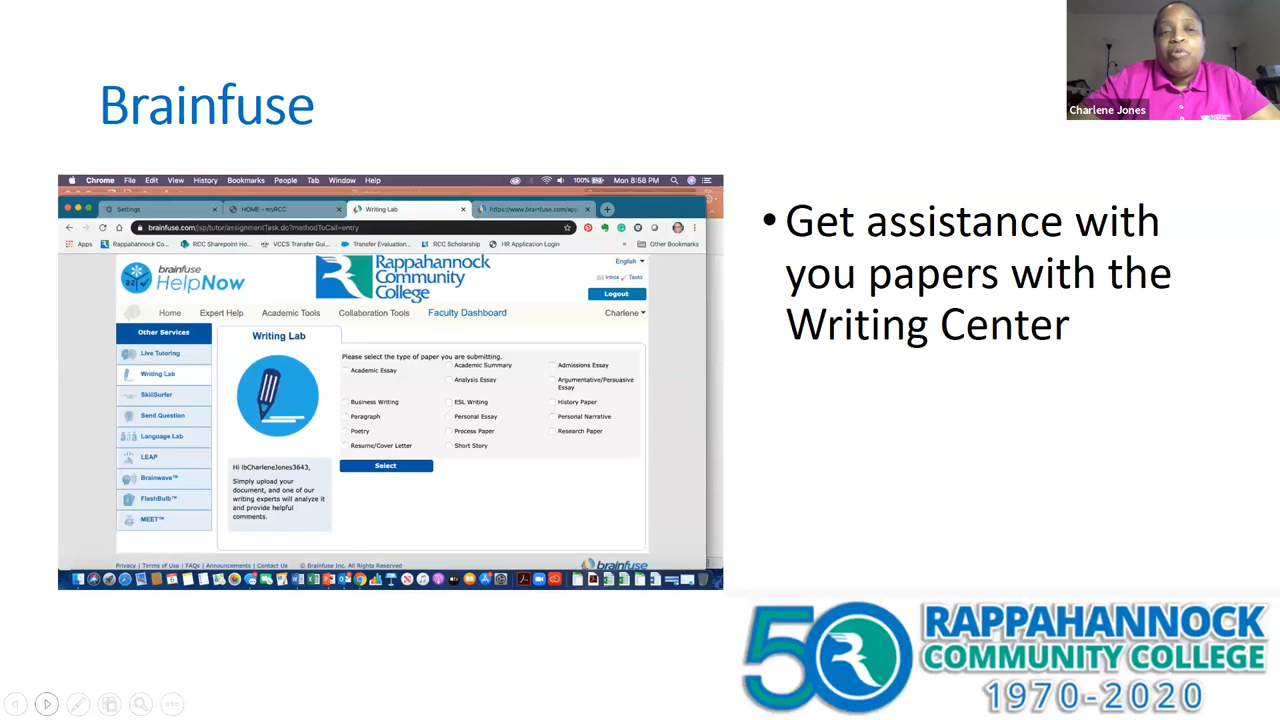 Brainfuse
Charlene Jones
Chrome File Edit View History Bookmarks People Tab Window Help 100% Mon 8:58 PM
Settings HOME - myRCC Writing Lab https://www.brainfuse.com/app
brainfuse.com/jsp/tutor/assignmentTask.do?methodToCall=entry
Apps Rappahannock Co... RCC Sharepoint Ho... VCCS Transfer Gui... Transfer Evaluation... RCC Scholarship HR Application Login » Other Bookmarks
brainfuse
HelpNow
Rappahannock
Community
College
English
Inbox Tasks
Logout
Home Expert Help Academic Tools Collaboration Tools Faculty Dashboard Charlene
Other Services
Live Tutoring
Writing Lab
SkillSurfer
Send Question
Language Lab
LEAP
Brainwave™
FlashBulb™
MEET™
Writing Lab
Hi lbCharleneJones3643,
Simply upload your
document, and one of our
writing experts will analyze it
and provide helpful
comments.
Please select the type of paper you are submitting.
Academic Essay Academic Summary Admissions Essay
Analysis Essay Argumentative/Persuasive
Essay
Business Writing ESL Writing History Paper
Paragraph Personal Essay Personal Narrative
Poetry Process Paper Research Paper
Resume/Cover Letter Short Story
Select
Privacy | Terms of Use | FAQs | Announcements | Contact Us © Brainfuse Inc. All Rights Reserved
brainfuse
• Get assistance with
you papers with the
Writing Center
50 RAPPAHANNOCK
COMMUNITY COLLEGE
1970-2020